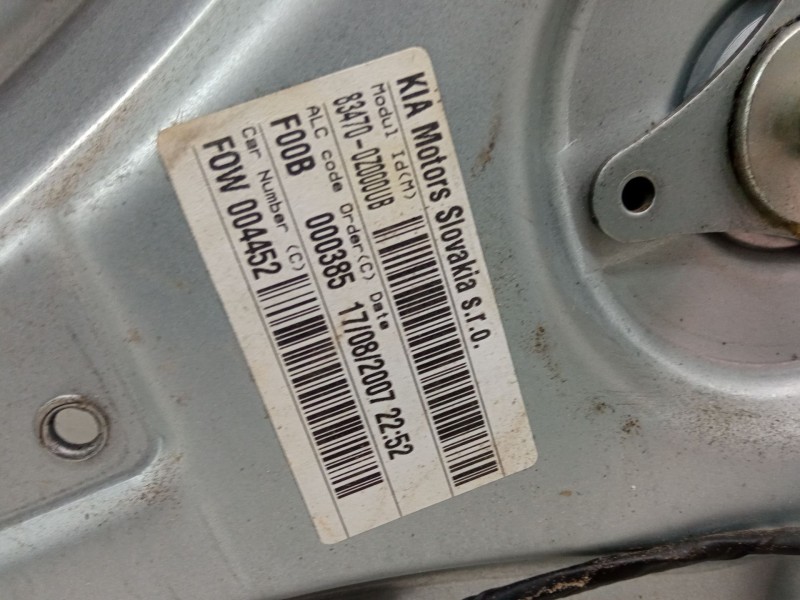 KIA Motors Slovakia s.r.o.
Modul Id(M)
83470-0Z000UB
ALC code Order(C) Date
F00B 000385 17/08/2007 22:52
Car Number (C)
FOW 004452